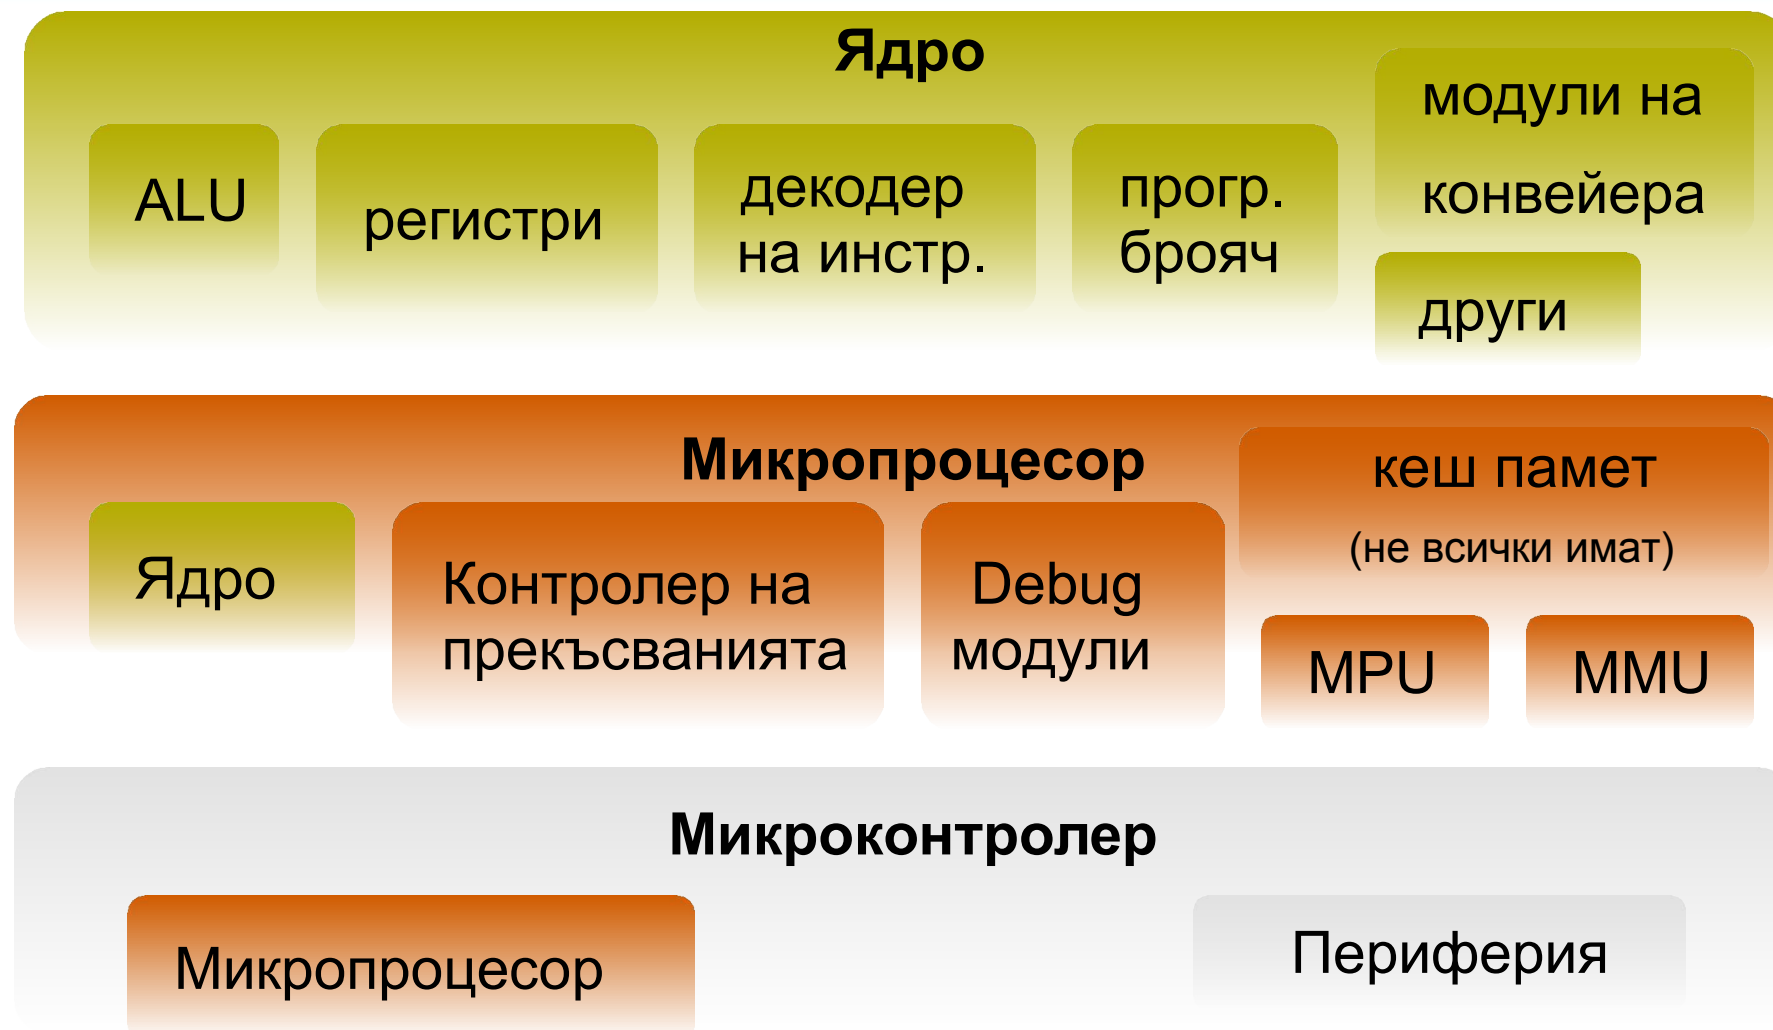 Ядро
ALU
регистри
декодер
на инстр.
прогр.
брояч
модули на
конвейера
други
Микропроцесор
Ядро
Контролер на
прекъсванията
Debug
модули
кеш памет
(не всички имат)
MPU
MMU
Микроконтролер
Микропроцесор
Периферия